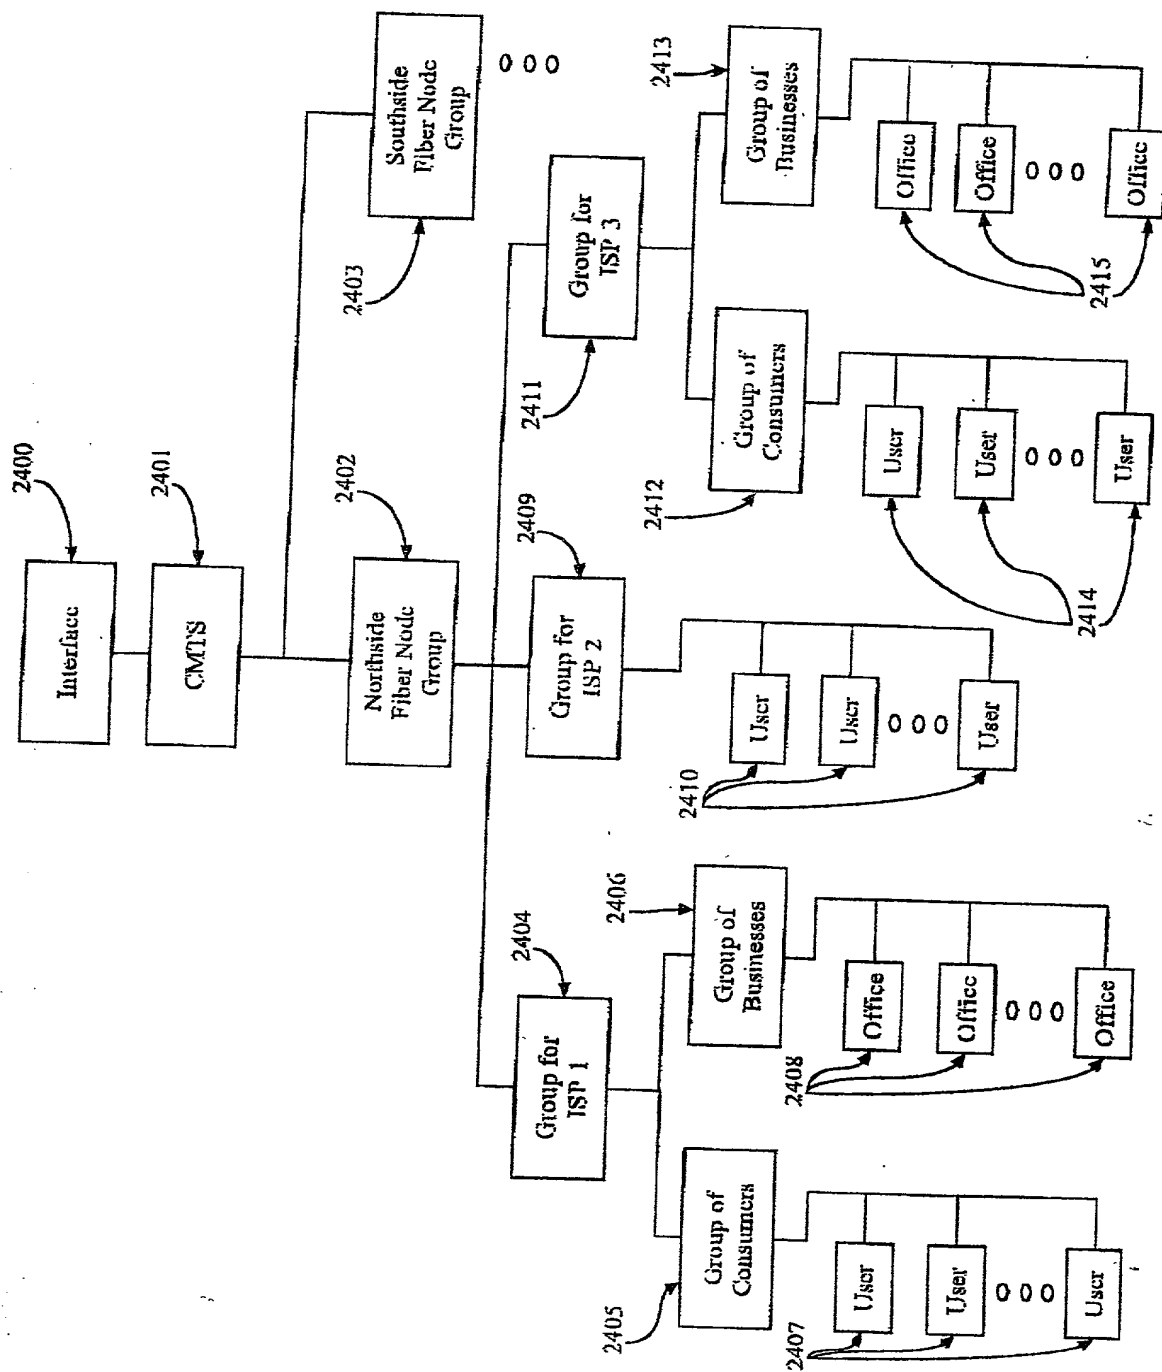 Interface
2400
CMTS
2401
Northside
Fiber Node
Group
2402
Southside
Fiber Node
Group
2403
Group for
ISP 1
2404
Group for
ISP 2
2409
Group for
ISP 3
2411
Group of
Consumers
2405
Group of
Businesses
2406
Group of
Consumers
2412
Group of
Businesses
2413
User
User
User
2407
Office
Office
Office
2408
User
User
User
2410
User
User
User
2414
Office
Office
Office
2415